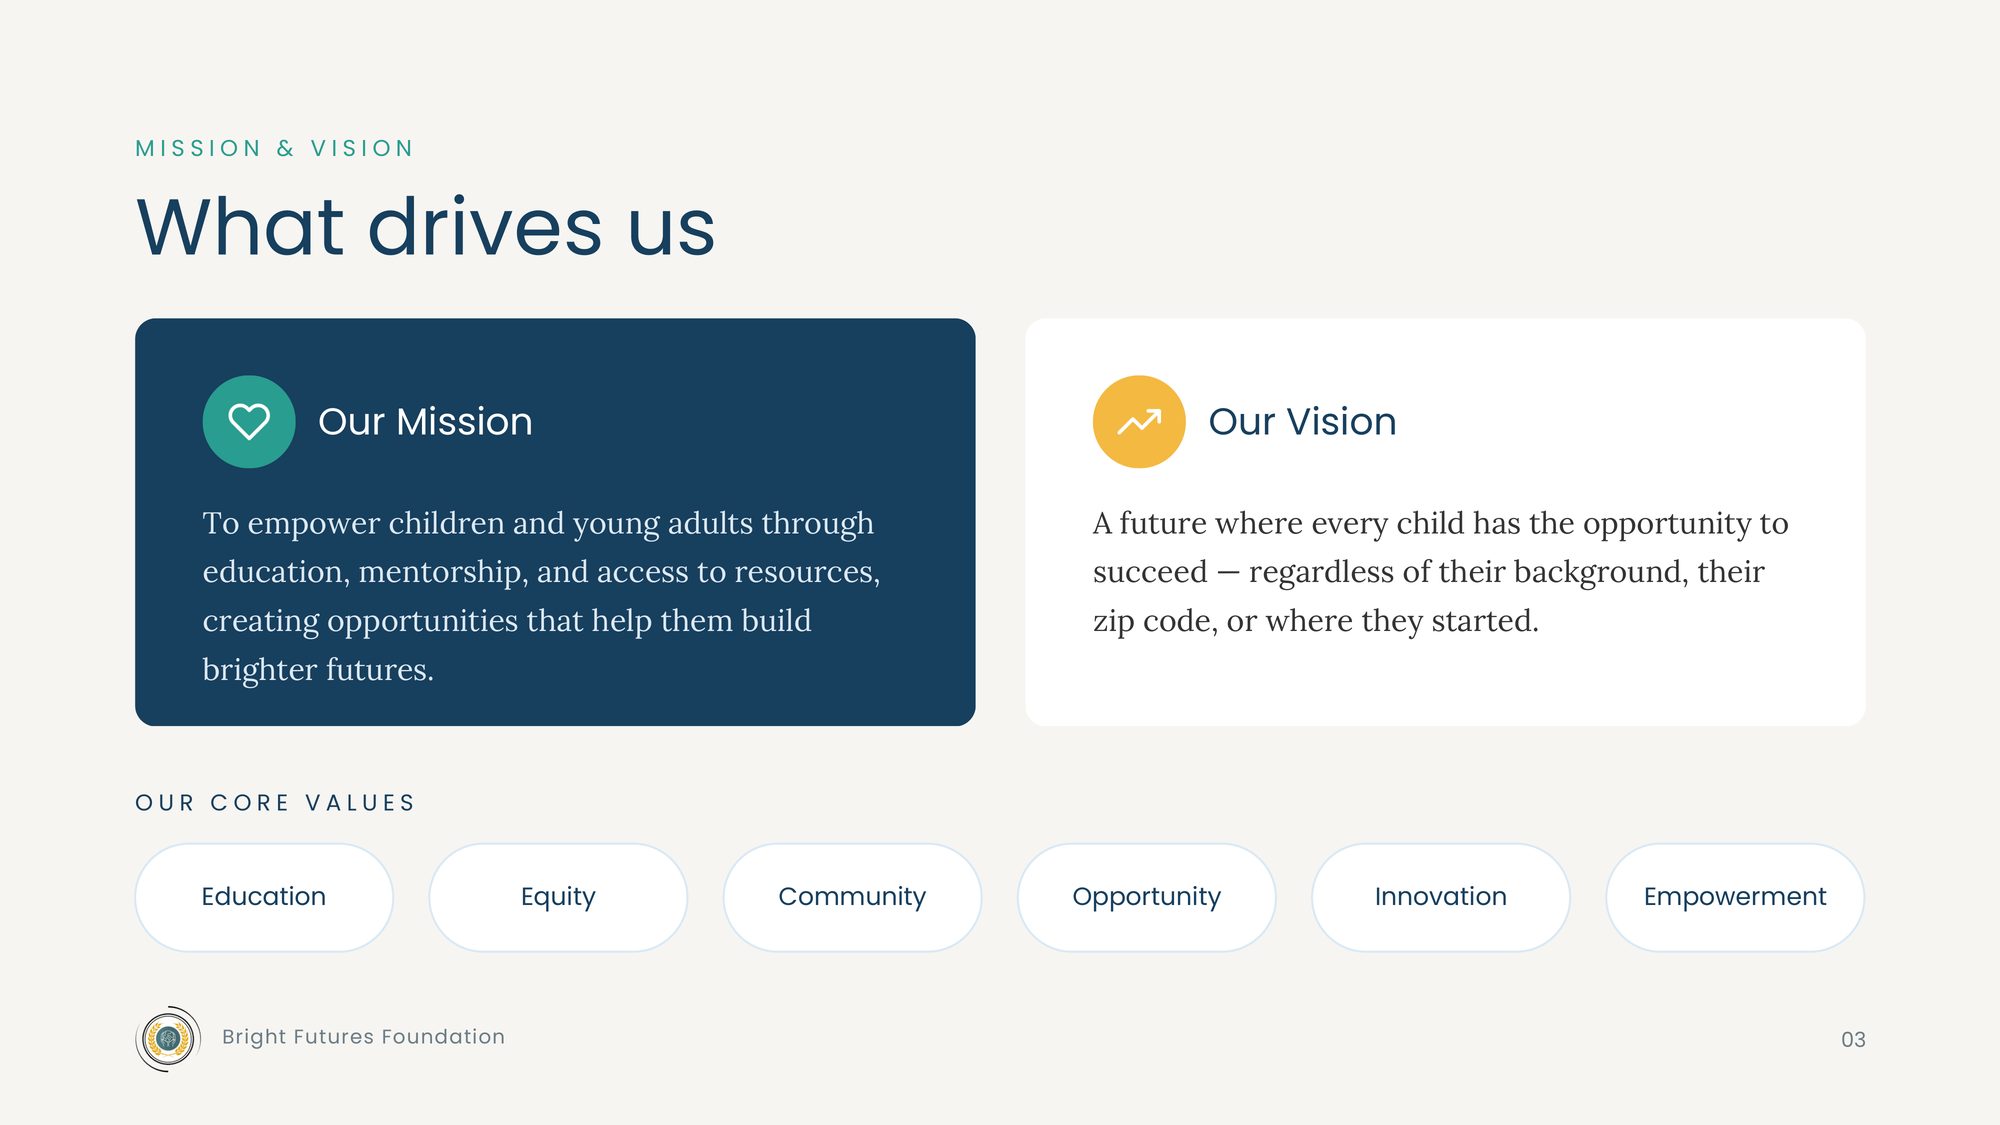 MISSION & VISION
What drives us
Our Mission
To empower children and young adults through
education, mentorship, and access to resources,
creating opportunities that help them build
brighter futures.
Our Vision
A future where every child has the opportunity to
succeed — regardless of their background, their
zip code, or where they started.
OUR CORE VALUES
Education
Equity
Community
Opportunity
Innovation
Empowerment
Bright Futures Foundation
03